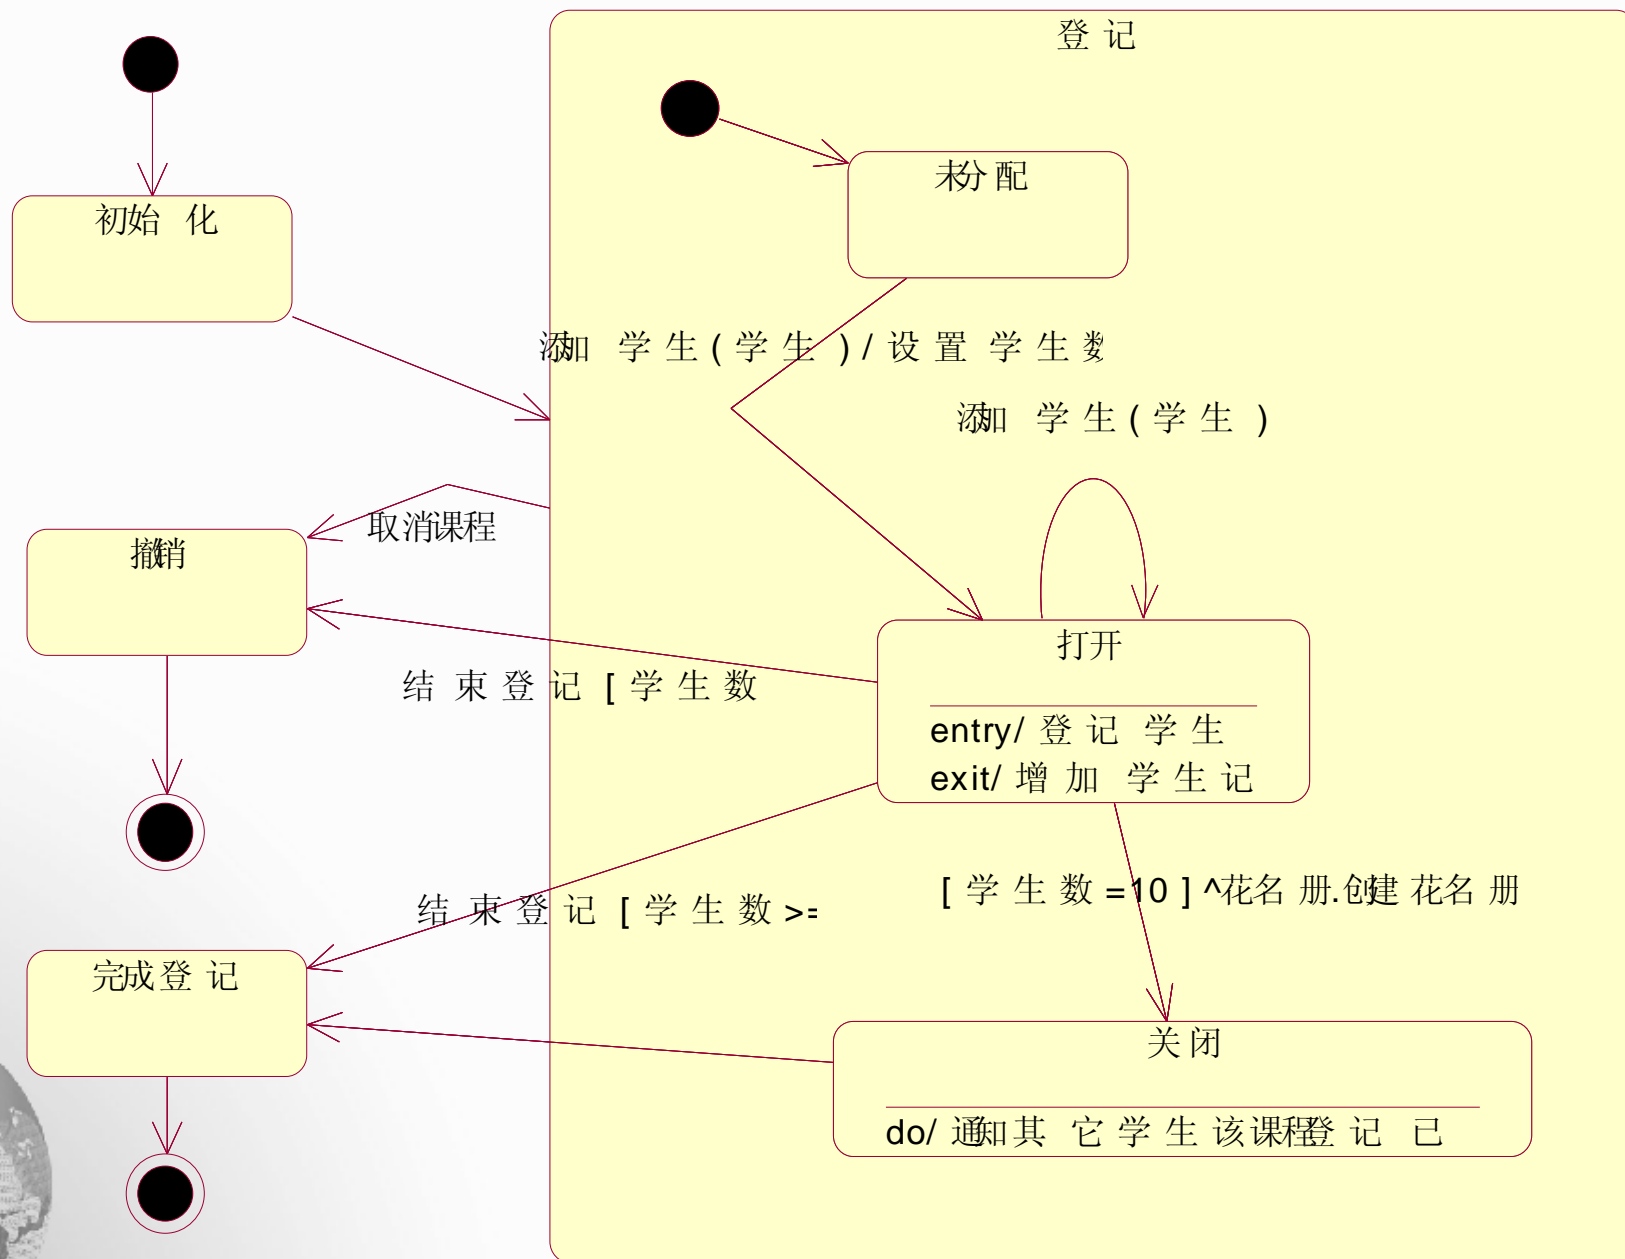 登记
未分配
初始化
添加学生(学生)/设置学生数
添加学生(学生)
取消课程
撤销
打开
结束登记[学生数
entry/登记学生
exit/增加学生记
[学生数=10]^花名册.创建花名册
结束登记[学生数>=
完成登记
关闭
do/通知其它学生该课程登记已